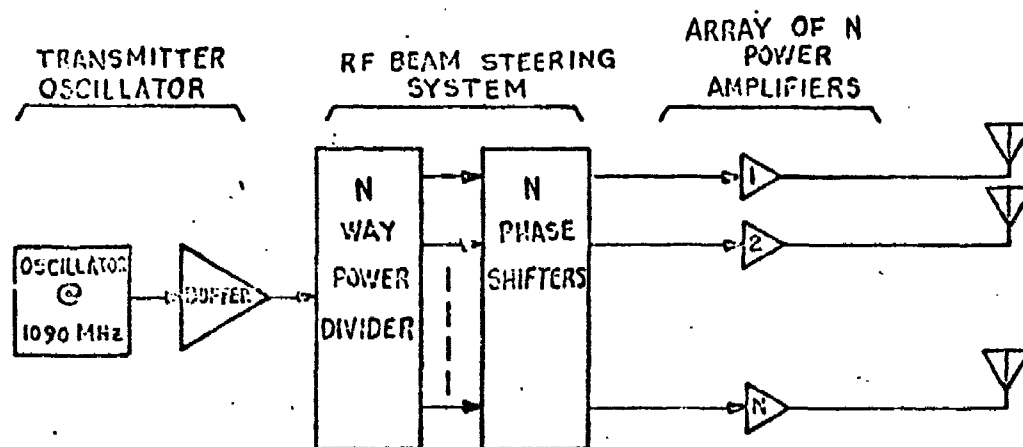 TRANSMITTER
OSCILLATOR
RF BEAM STEERING
SYSTEM
ARRAY OF N
POWER
AMPLIFIERS
OSCILLATOR
@
1090 MHz
BUFFER
N
WAY
POWER
DIVIDER
N
PHASE
SHIFTERS
1
2
N